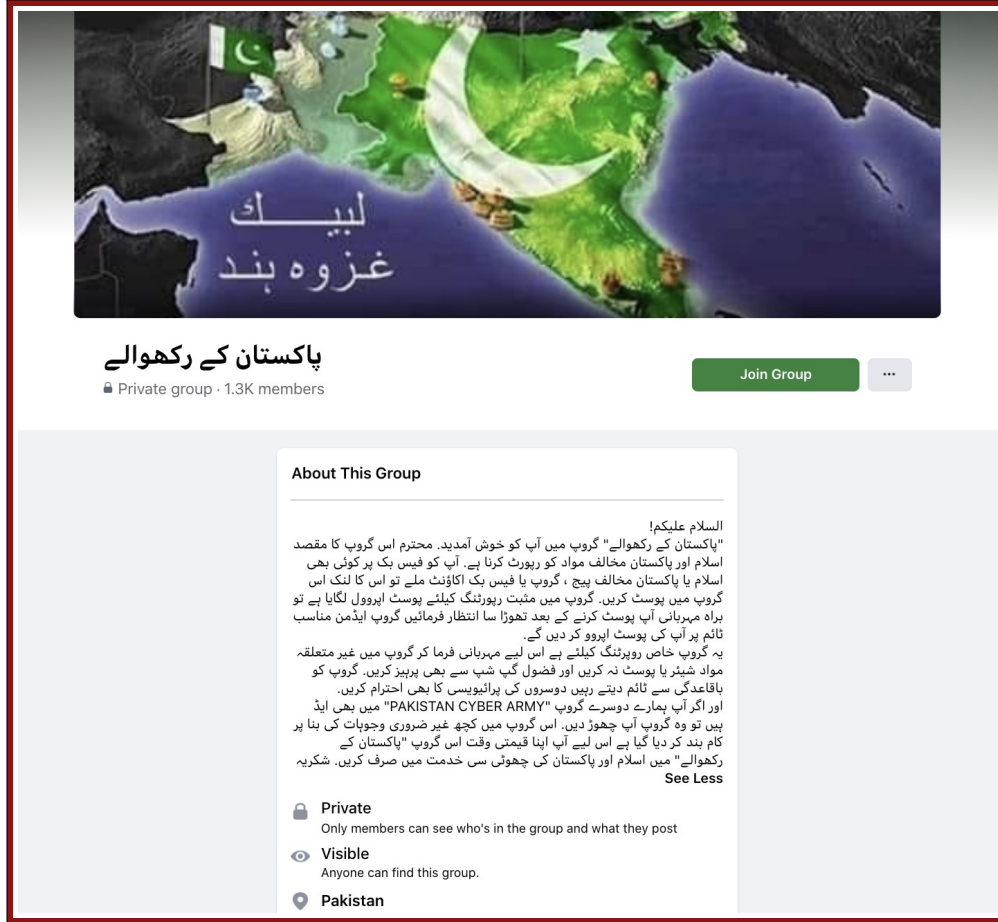 لبيــــك
غزوه ہند
پاکستان کے رکھوالے
Private group · 1.3K members
Join Group
About This Group
السلام علیکم!
"پاکستان کے رکھوالے" گروپ میں آپ کو خوش آمدید. محترم اس گروپ کا مقصد
اسلام اور پاکستان مخالف مواد کو رپورٹ کرنا ہے. آپ کو فیس بک پر کوئی بھی
اسلام یا پاکستان مخالف پیج ، گروپ یا فیس بک اکاؤنٹ ملے تو اس کا لنک اس
گروپ میں پوسٹ کریں. گروپ میں مثبت رپورٹنگ کیلئے پوسٹ اپروول لگایا ہے تو
براہ مہربانی آپ پوسٹ کرنے کے بعد تھوڑا سا انتظار فرمائیں گروپ ایڈمن مناسب
ٹائم پر آپ کی پوسٹ اپروو کر دیں گے.
یہ گروپ خاص روپرٹنگ کیلئے ہے اس لیے مہربانی فرما کر گروپ میں غیر متعلقہ
مواد شیئر یا پوسٹ نہ کریں اور فضول گپ شپ سے بھی پرہیز کریں. گروپ کو
باقاعدگی سے ٹائم دیتے رہیں دوسروں کی پرائیویسی کا بھی احترام کریں.
اور اگر آپ ہمارے دوسرے گروپ "PAKISTAN CYBER ARMY" میں بھی ایڈ
ہیں تو وہ گروپ آپ چھوڑ دیں. اس گروپ میں کچھ غیر ضروری وجوہات کی بنا پر
کام بند کر دیا گیا ہے اس لیے آپ اپنا قیمتی وقت اس گروپ "پاکستان کے
رکھوالے" میں اسلام اور پاکستان کی چھوٹی سی خدمت میں صرف کریں. شکریہ
See Less
Private
Only members can see who's in the group and what they post
Visible
Anyone can find this group.
Pakistan